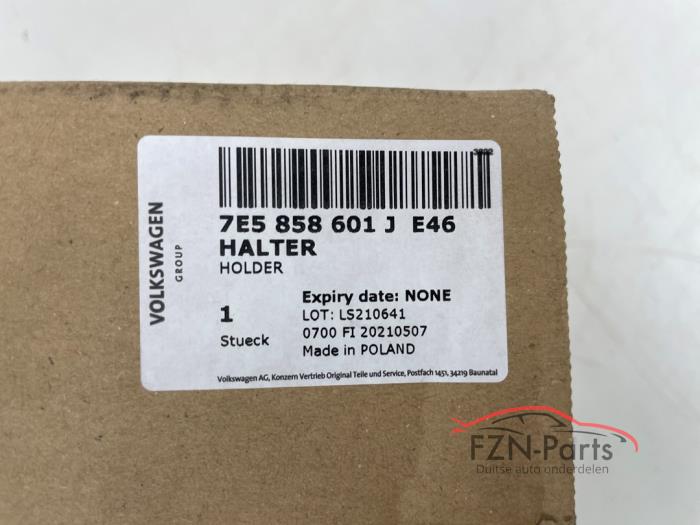 3802
VOLKSWAGEN
GROUP
7E5 858 601 J E46
HALTER
HOLDER
1
Stueck
Expiry date: NONE
LOT: LS210641
0700 FI 20210507
Made in POLAND
Volkswagen AG, Konzern Vertrieb Original Teile und Service, Postfach 1451, 34219 Baunatal
FZN-Parts
Duitse auto onderdelen